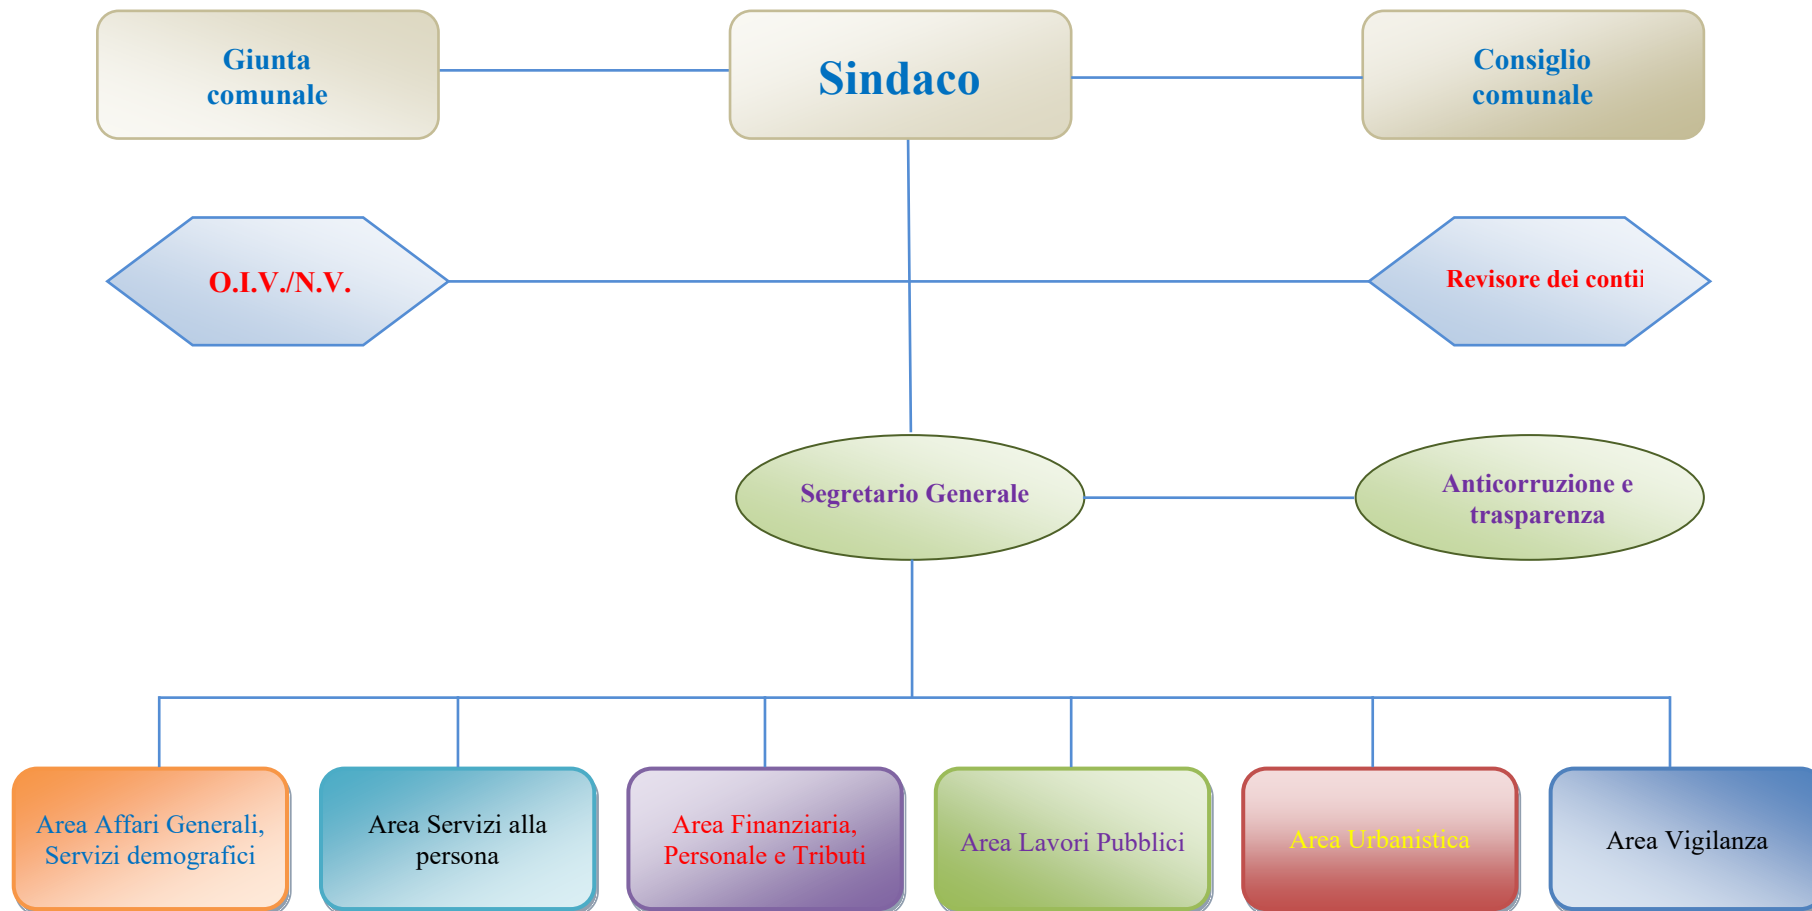 Giunta
comunale
Sindaco
Consiglio
comunale
O.I.V./N.V.
Revisore dei contii
Segretario Generale
Anticorruzione e
trasparenza
Area Affari Generali,
Servizi demografici
Area Servizi alla
persona
Area Finanziaria,
Personale e Tributi
Area Lavori Pubblici
Area Urbanistica
Area Vigilanza